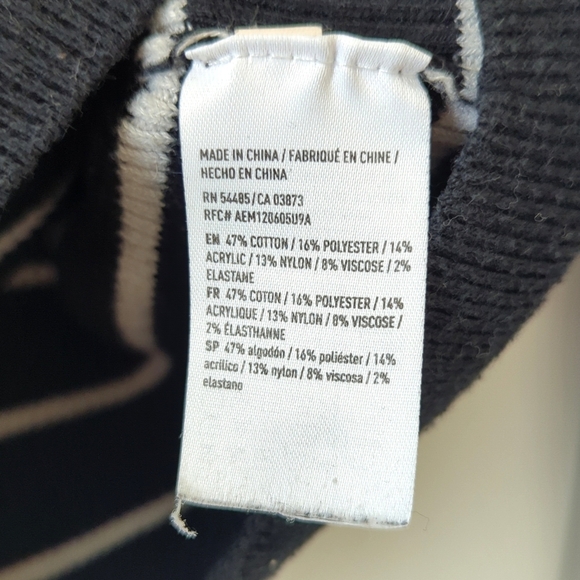 MADE IN CHINA / FABRIQUÉ EN CHINE /
HECHO EN CHINA
RN 54485/CA 03873
RFC# AEM120605U9A
EN 47% COTTON / 16% POLYESTER / 14%
ACRYLIC / 13% NYLON / 8% VISCOSE / 2%
ELASTANE
FR 47% COTON / 16% POLYESTER / 14%
ACRYLIQUE / 13% NYLON / 8% VISCOSE /
2% ÉLASTHANNE
SP 47% algodón / 16% poliéster / 14%
acrílico / 13% nylon / 8% viscosa / 2%
elastano